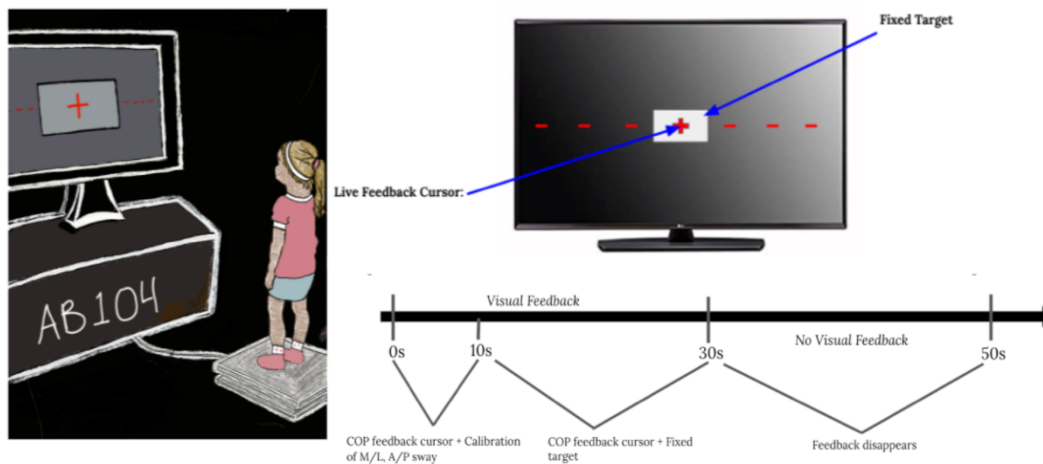 AB104
Fixed Target
Live Feedback Cursor:
Visual Feedback
No Visual Feedback
0s
10s
30s
50s
COP feedback cursor + Calibration
of M/L, A/P sway
COP feedback cursor + Fixed
target
Feedback disappears